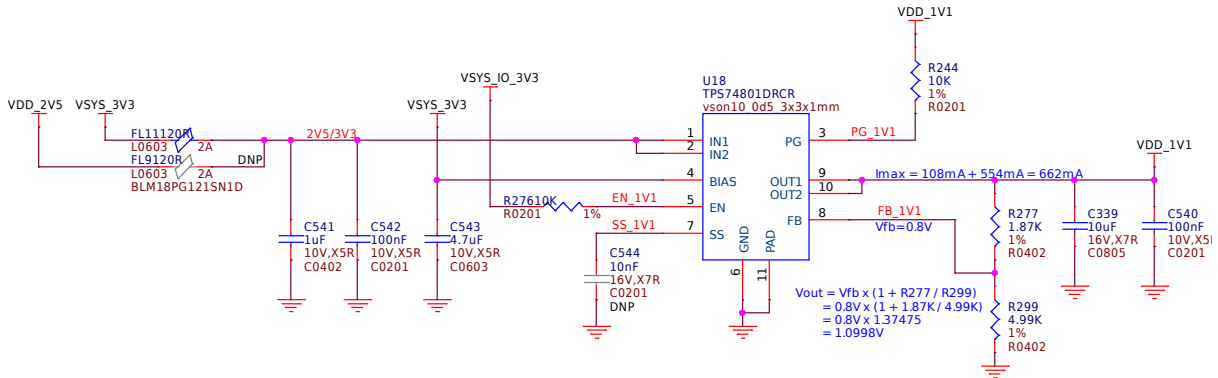 VDD_1V1
R244
10K
1%
R0201
U18
TPS74801DRCR
vson10_0d5_3x3x1mm
VSYS_IO_3V3
VDD_2V5
VSYS_3V3
VSYS_3V3
FL11120R
L0603
2A
FL9120R
DNP
L0603
2A
BLM18PG121SN1D
2V5/3V3
1
IN1
2
IN2
4
BIAS
5
EN
7
SS
PG
3
PG_1V1
OUT1
9
OUT2
10
FB
8
FB_1V1
Vfb=0.8V
GND
PAD
6
11
Imax = 108mA + 554mA = 662mA
VDD_1V1
R27610K
R0201
1%
EN_1V1
SS_1V1
C541
1uF
10V,X5R
C0402
C542
100nF
10V,X5R
C0201
C543
4.7uF
10V,X5R
C0603
C544
10nF
16V,X7R
C0201
DNP
R277
1.87K
1%
R0402
C339
10uF
16V,X7R
C0805
C540
100nF
10V,X5R
C0201
Vout = Vfb x (1 + R277 / R299)
= 0.8V x (1 + 1.87K / 4.99K)
= 0.8V x 1.37475
= 1.0998V
R299
4.99K
1%
R0402